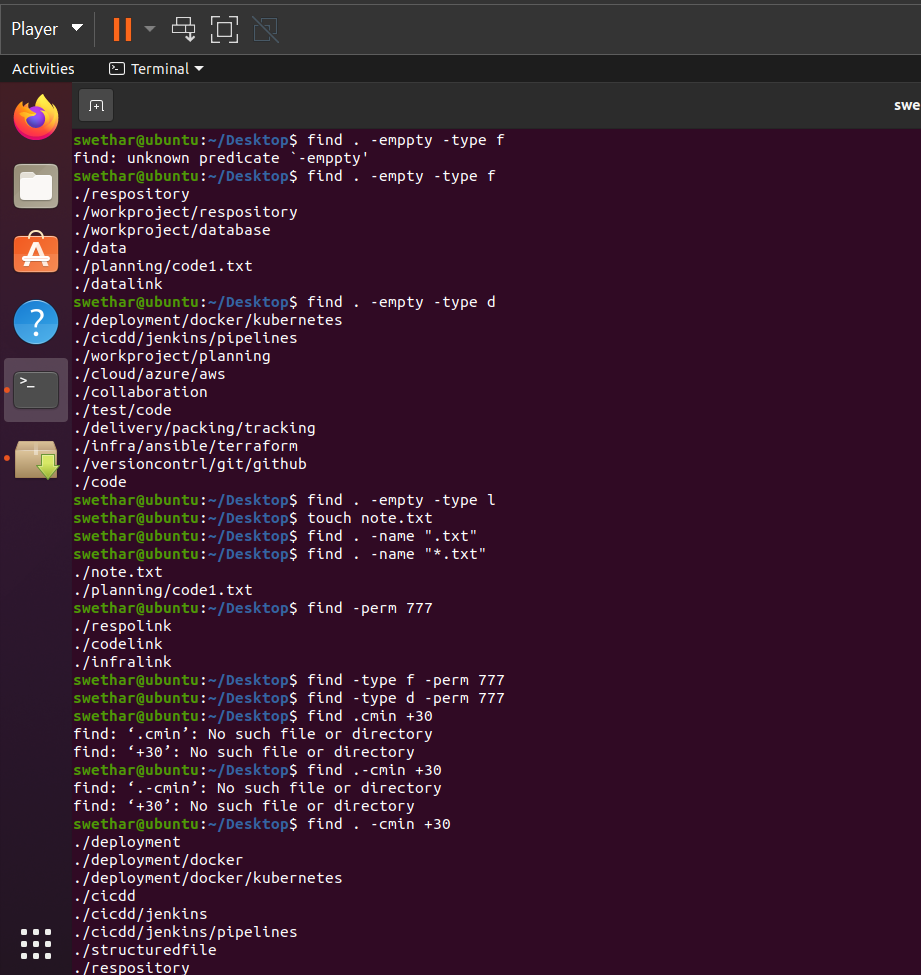 Player
Activities
Terminal
swe
swethar@ubuntu:~/Desktop$ find . -emppty -type f
find: unknown predicate `-emppty'
swethar@ubuntu:~/Desktop$ find . -empty -type f
./respository
./workproject/respository
./workproject/database
./data
./planning/code1.txt
./datalink
swethar@ubuntu:~/Desktop$ find . -empty -type d
./deployment/docker/kubernetes
./cicdd/jenkins/pipelines
./workproject/planning
./cloud/azure/aws
./collaboration
./test/code
./delivery/packing/tracking
./infra/ansible/terraform
./versioncontrl/git/github
./code
swethar@ubuntu:~/Desktop$ find . -empty -type l
swethar@ubuntu:~/Desktop$ touch note.txt
swethar@ubuntu:~/Desktop$ find . -name ".txt"
swethar@ubuntu:~/Desktop$ find . -name "*.txt"
./note.txt
./planning/code1.txt
swethar@ubuntu:~/Desktop$ find -perm 777
./respolink
./codelink
./infralink
swethar@ubuntu:~/Desktop$ find -type f -perm 777
swethar@ubuntu:~/Desktop$ find -type d -perm 777
swethar@ubuntu:~/Desktop$ find .cmin +30
find: ‘.cmin’: No such file or directory
find: ‘+30’: No such file or directory
swethar@ubuntu:~/Desktop$ find .-cmin +30
find: ‘.-cmin’: No such file or directory
find: ‘+30’: No such file or directory
swethar@ubuntu:~/Desktop$ find . -cmin +30
./deployment
./deployment/docker
./deployment/docker/kubernetes
./cicdd
./cicdd/jenkins
./cicdd/jenkins/pipelines
./structuredfile
./respository